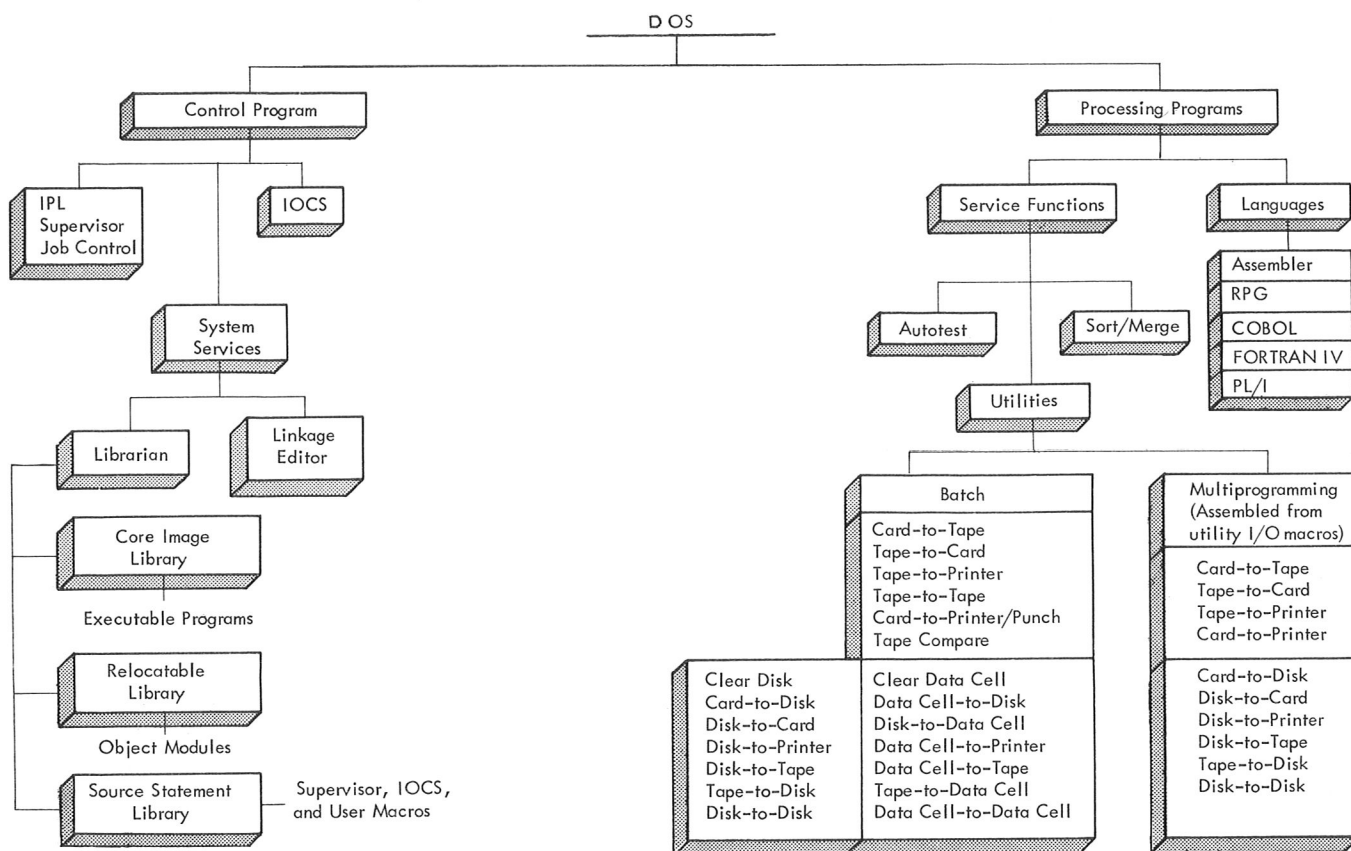 DOS
Control Program
Processing Programs
IPL
Supervisor
Job Control
IOCS
System
Services
Librarian
Linkage
Editor
Core Image
Library
Executable Programs
Relocatable
Library
Object Modules
Source Statement
Library
Supervisor, IOCS,
and User Macros
Service Functions
Languages
Assembler
RPG
COBOL
FORTRAN IV
PL/I
Autotest
Sort/Merge
Utilities
Batch
Card-to-Tape
Tape-to-Card
Tape-to-Printer
Tape-to-Tape
Card-to-Printer/Punch
Tape Compare
Clear Disk
Card-to-Disk
Disk-to-Card
Disk-to-Printer
Disk-to-Tape
Tape-to-Disk
Disk-to-Disk
Clear Data Cell
Data Cell-to-Disk
Disk-to-Data Cell
Data Cell-to-Printer
Data Cell-to-Tape
Tape-to-Data Cell
Data Cell-to-Data Cell
Multiprogramming
(Assembled from
utility I/O macros)
Card-to-Tape
Tape-to-Card
Tape-to-Printer
Card-to-Printer
Card-to-Disk
Disk-to-Card
Disk-to-Printer
Disk-to-Tape
Tape-to-Disk
Disk-to-Disk